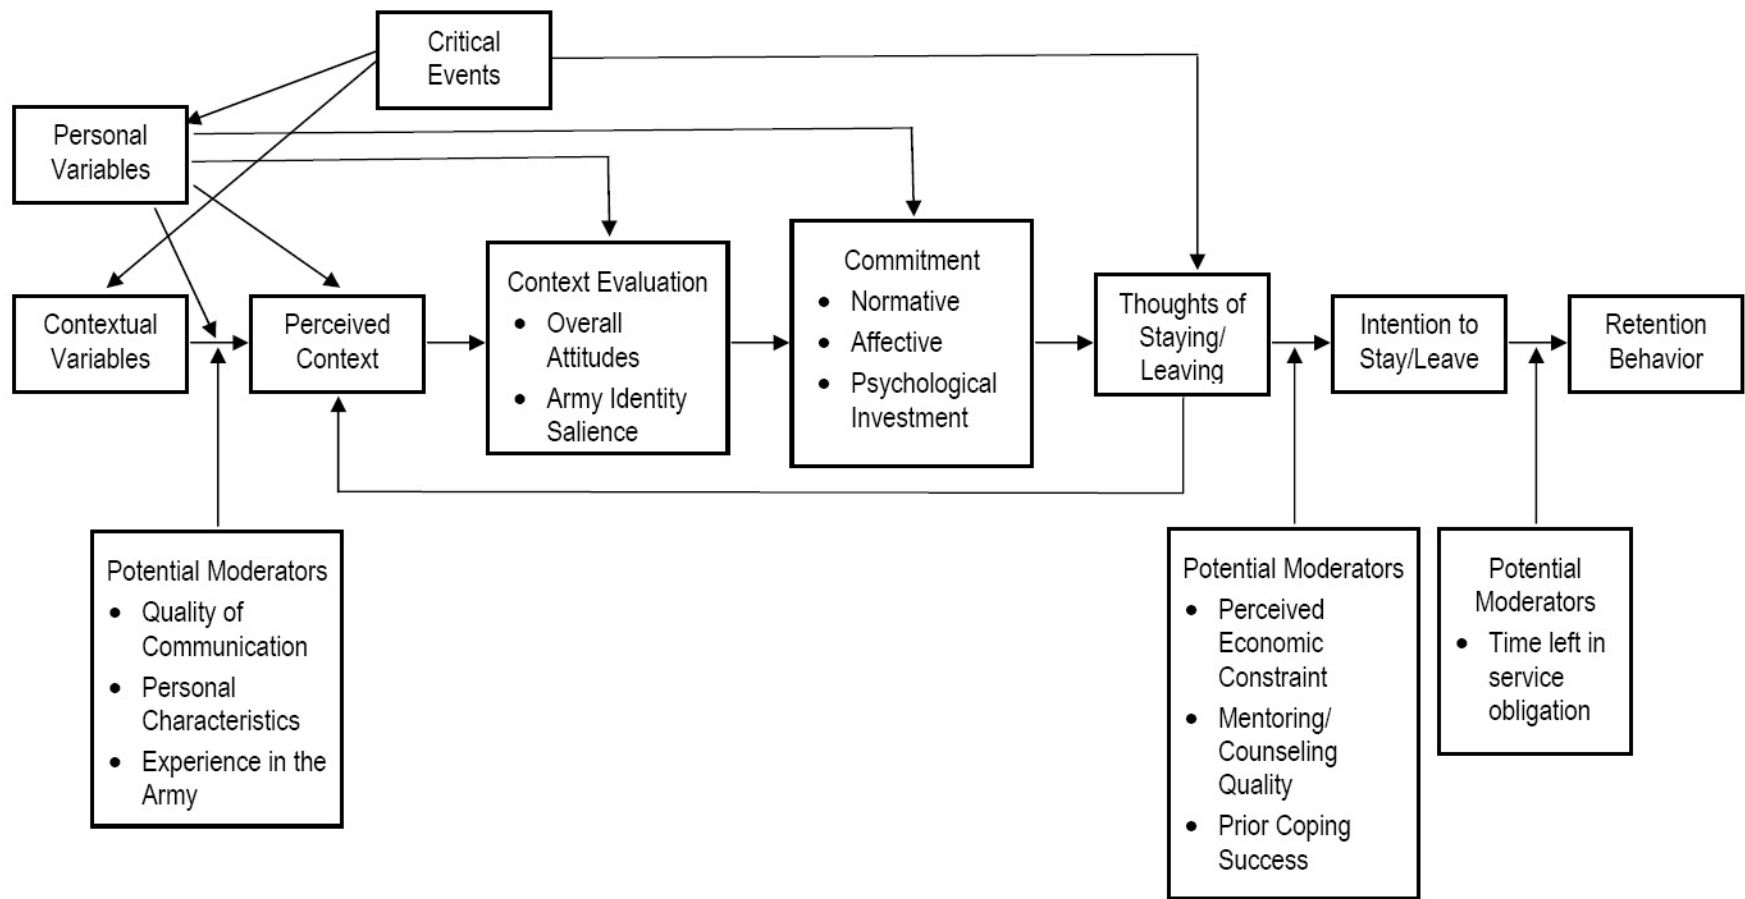 Critical
Events
Personal
Variables
Contextual
Variables
Perceived
Context
Context Evaluation
• Overall
Attitudes
• Army Identity
Salience
Commitment
• Normative
• Affective
• Psychological
Investment
Thoughts of
Staying/
Leaving
Intention to
Stay/Leave
Retention
Behavior
Potential Moderators
• Quality of
Communication
• Personal
Characteristics
• Experience in the
Army
Potential Moderators
• Perceived
Economic
Constraint
• Mentoring/
Counseling
Quality
• Prior Coping
Success
Potential
Moderators
• Time left in
service
obligation